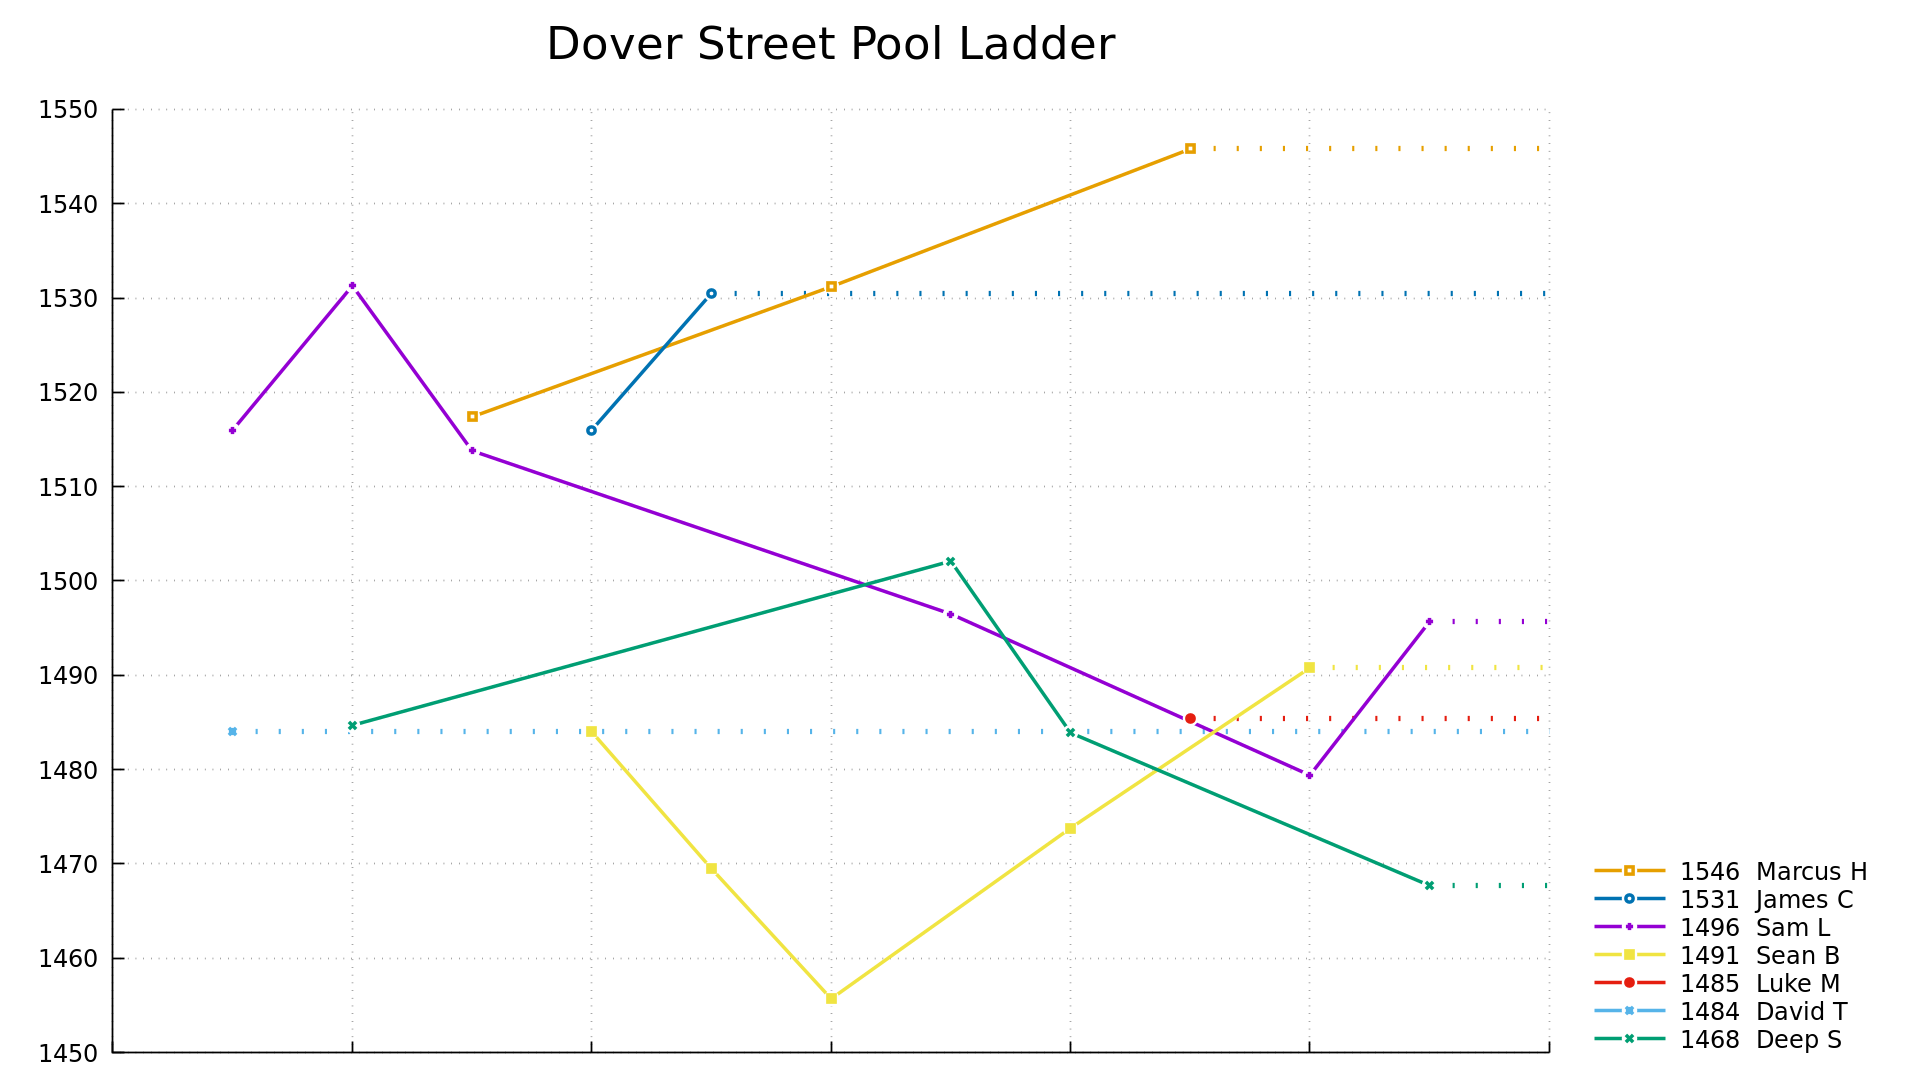 Dover Street Pool Ladder
1550
1540
1530
1520
1510
1500
1490
1480
1470
1460
1450
1546 Marcus H
1531 James C
1496 Sam L
1491 Sean B
1485 Luke M
1484 David T
1468 Deep S